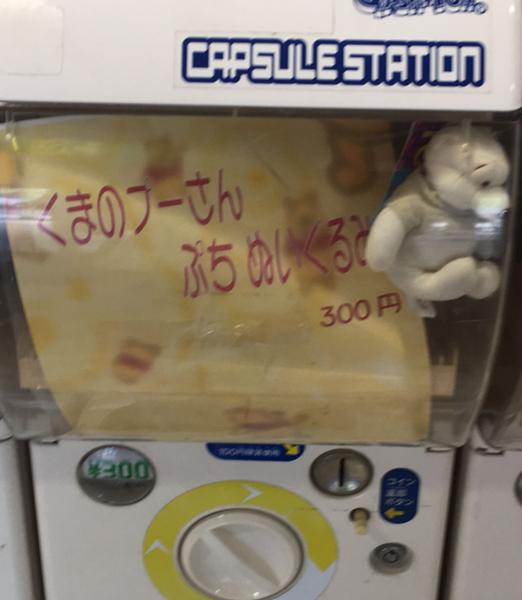 CAPSULE STATION
くまのプーさん
ぷち ぬいぐるみ
300円
¥300
コイン
返却
ボタン